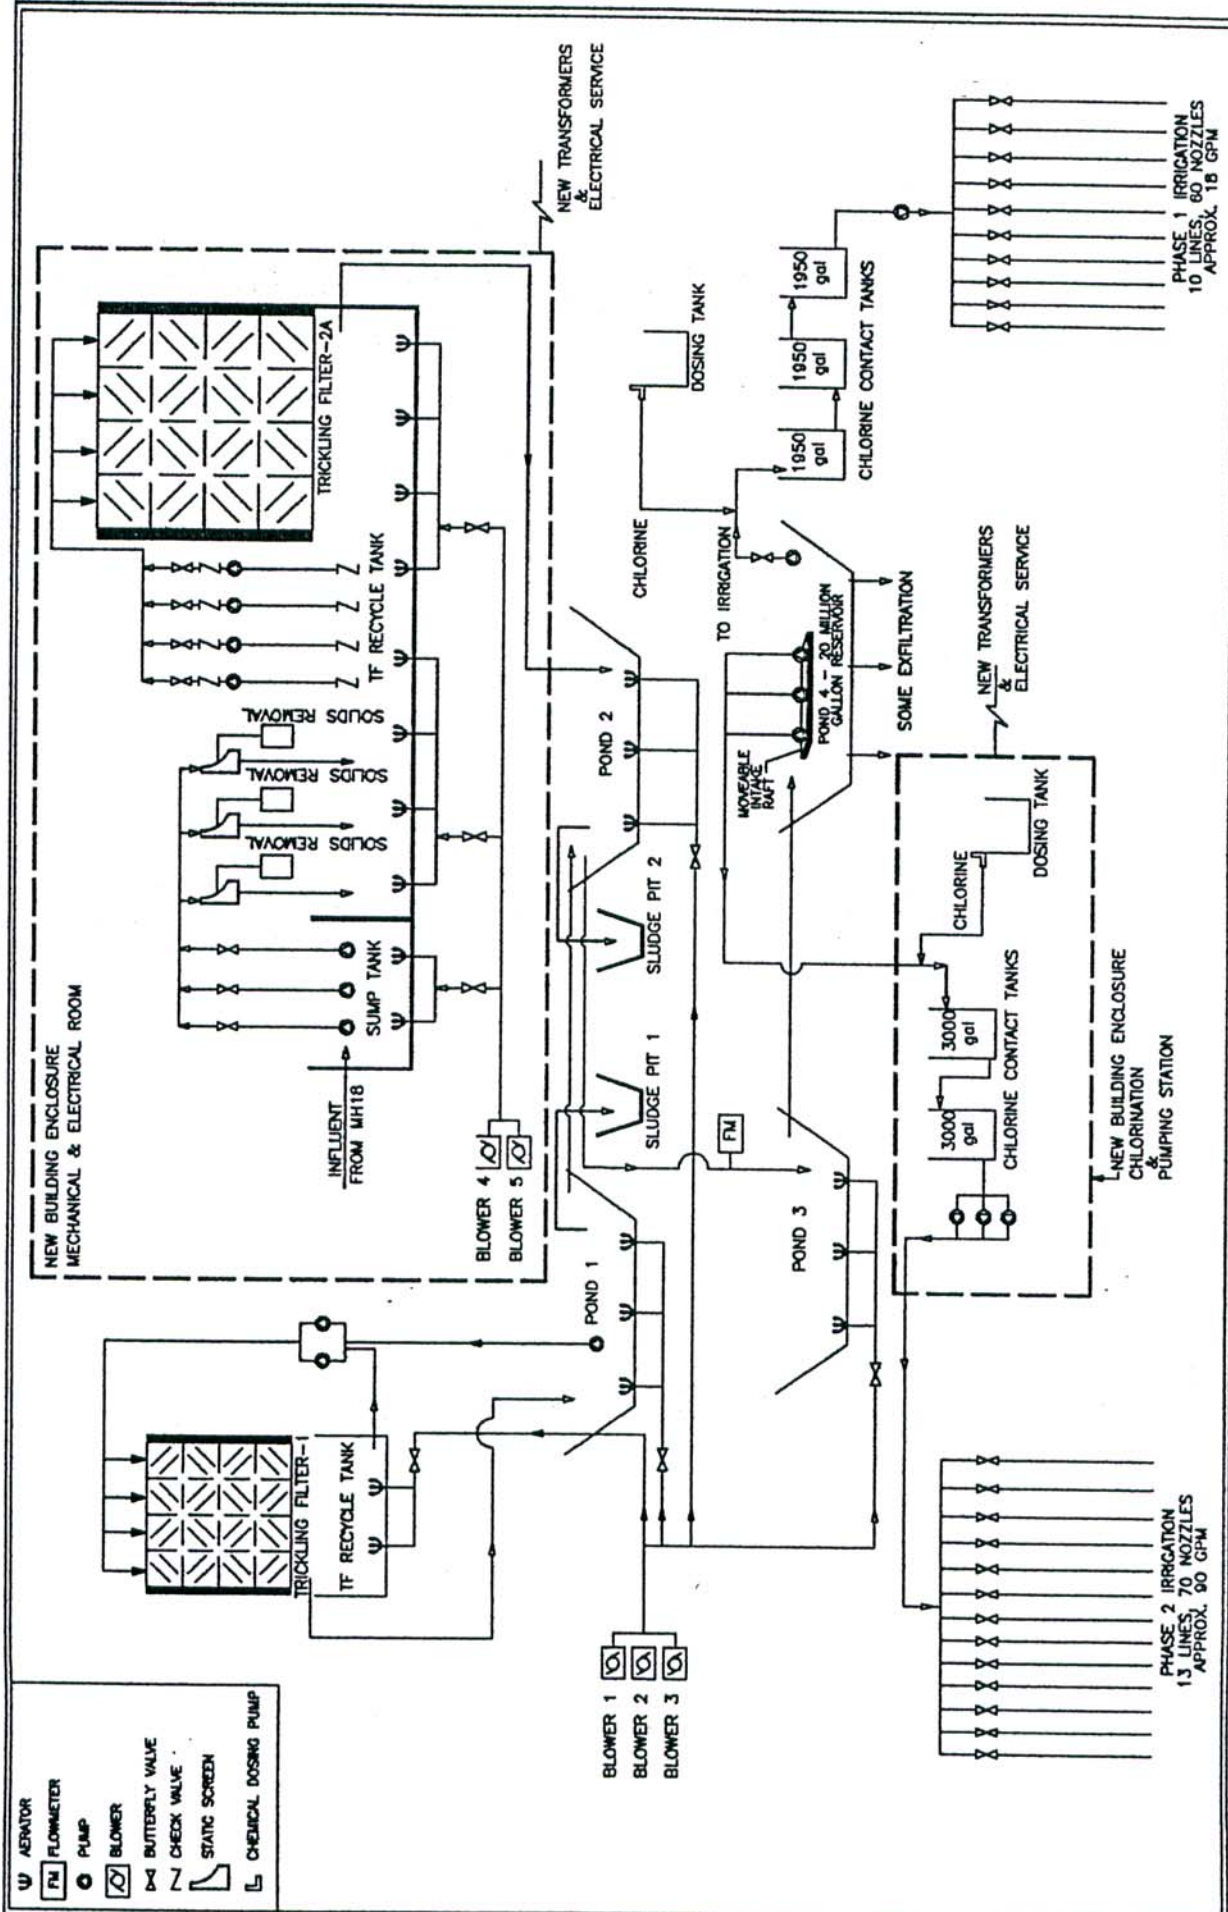 AERATOR
FM FLOWMETER
PUMP
BLOWER
BUTTERFLY VALVE
CHECK VALVE
STATIC SCREEN
CHEMICAL DOSING PUMP
TRICKLING FILTER-1
TF RECYCLE TANK
BLOWER 1
BLOWER 2
BLOWER 3
POND 1
NEW BUILDING ENCLOSURE
MECHANICAL & ELECTRICAL ROOM
INFLUENT
FROM MH18
SUMP TANK
SOLIDS REMOVAL
SOLIDS REMOVAL
SOLIDS REMOVAL
TF RECYCLE TANK
TRICKLING FILTER-2A
BLOWER 4
BLOWER 5
NEW TRANSFORMERS
&
ELECTRICAL SERVICE
SLUDGE PIT 1
SLUDGE PIT 2
POND 2
FM
POND 3
CHLORINE
DOSING TANK
TO IRRIGATION
MOVEABLE
INTAKE
RAFT
POND 4 - 20 MILLION
GALLON RESERVOIR
SOME EXFILTRATION
1950
gal
1950
gal
1950
gal
CHLORINE CONTACT TANKS
PHASE 1 IRRIGATION
10 LINES, 60 NOZZLES
APPROX. 18 GPM
NEW TRANSFORMERS
&
ELECTRICAL SERVICE
CHLORINE
DOSING TANK
3000
gal
3000
gal
CHLORINE CONTACT TANKS
NEW BUILDING ENCLOSURE
CHLORINATION
&
PUMPING STATION
PHASE 2 IRRIGATION
13 LINES, 70 NOZZLES
APPROX. 90 GPM